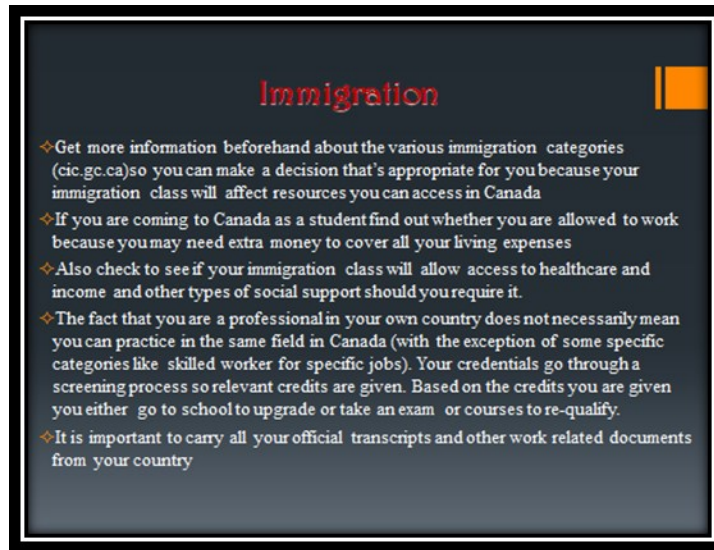 Immigration
Get more information beforehand about the various immigration categories
(cic.gc.ca)so you can make a decision that's appropriate for you because your
immigration class will affect resources you can access in Canada
If you are coming to Canada as a student find out whether you are allowed to work
because you may need extra money to cover all your living expenses
Also check to see if your immigration class will allow access to healthcare and
income and other types of social support should you require it.
The fact that you are a professional in your own country does not necessarily mean
you can practice in the same field in Canada (with the exception of some specific
categories like skilled worker for specific jobs). Your credentials go through a
screening process so relevant credits are given. Based on the credits you are given
you either go to school to upgrade or take an exam or courses to re-qualify.
It is important to carry all your official transcripts and other work related documents
from your country